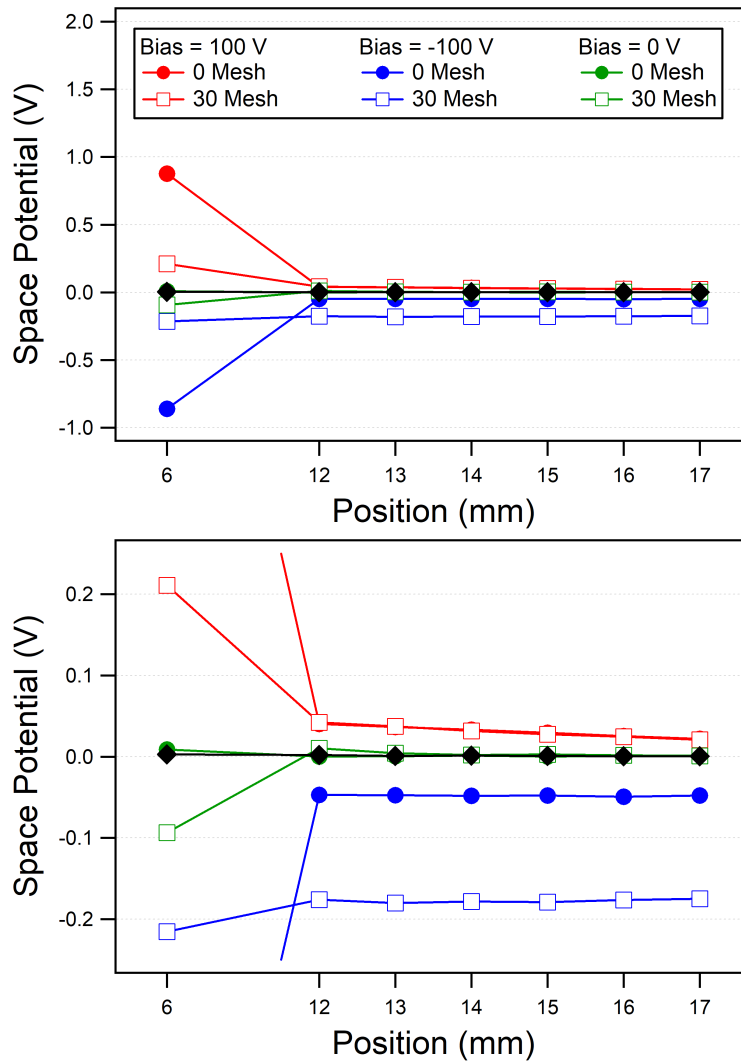 2.0
1.5
1.0
0.5
0.0
-0.5
-1.0
Space Potential (V)
Bias = 100 V
0 Mesh
30 Mesh
Bias = -100 V
0 Mesh
30 Mesh
Bias = 0 V
0 Mesh
30 Mesh
6 12 13 14 15 16 17
Position (mm)
0.2
0.1
0.0
-0.1
-0.2
Space Potential (V)
6 12 13 14 15 16 17
Position (mm)